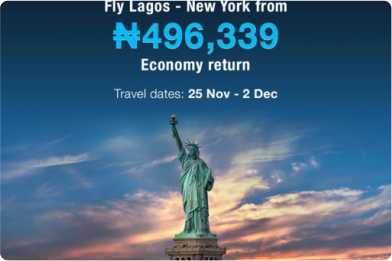 Fly Lagos - New York from
₦496,339
Economy return
Travel dates: 25 Nov - 2 Dec